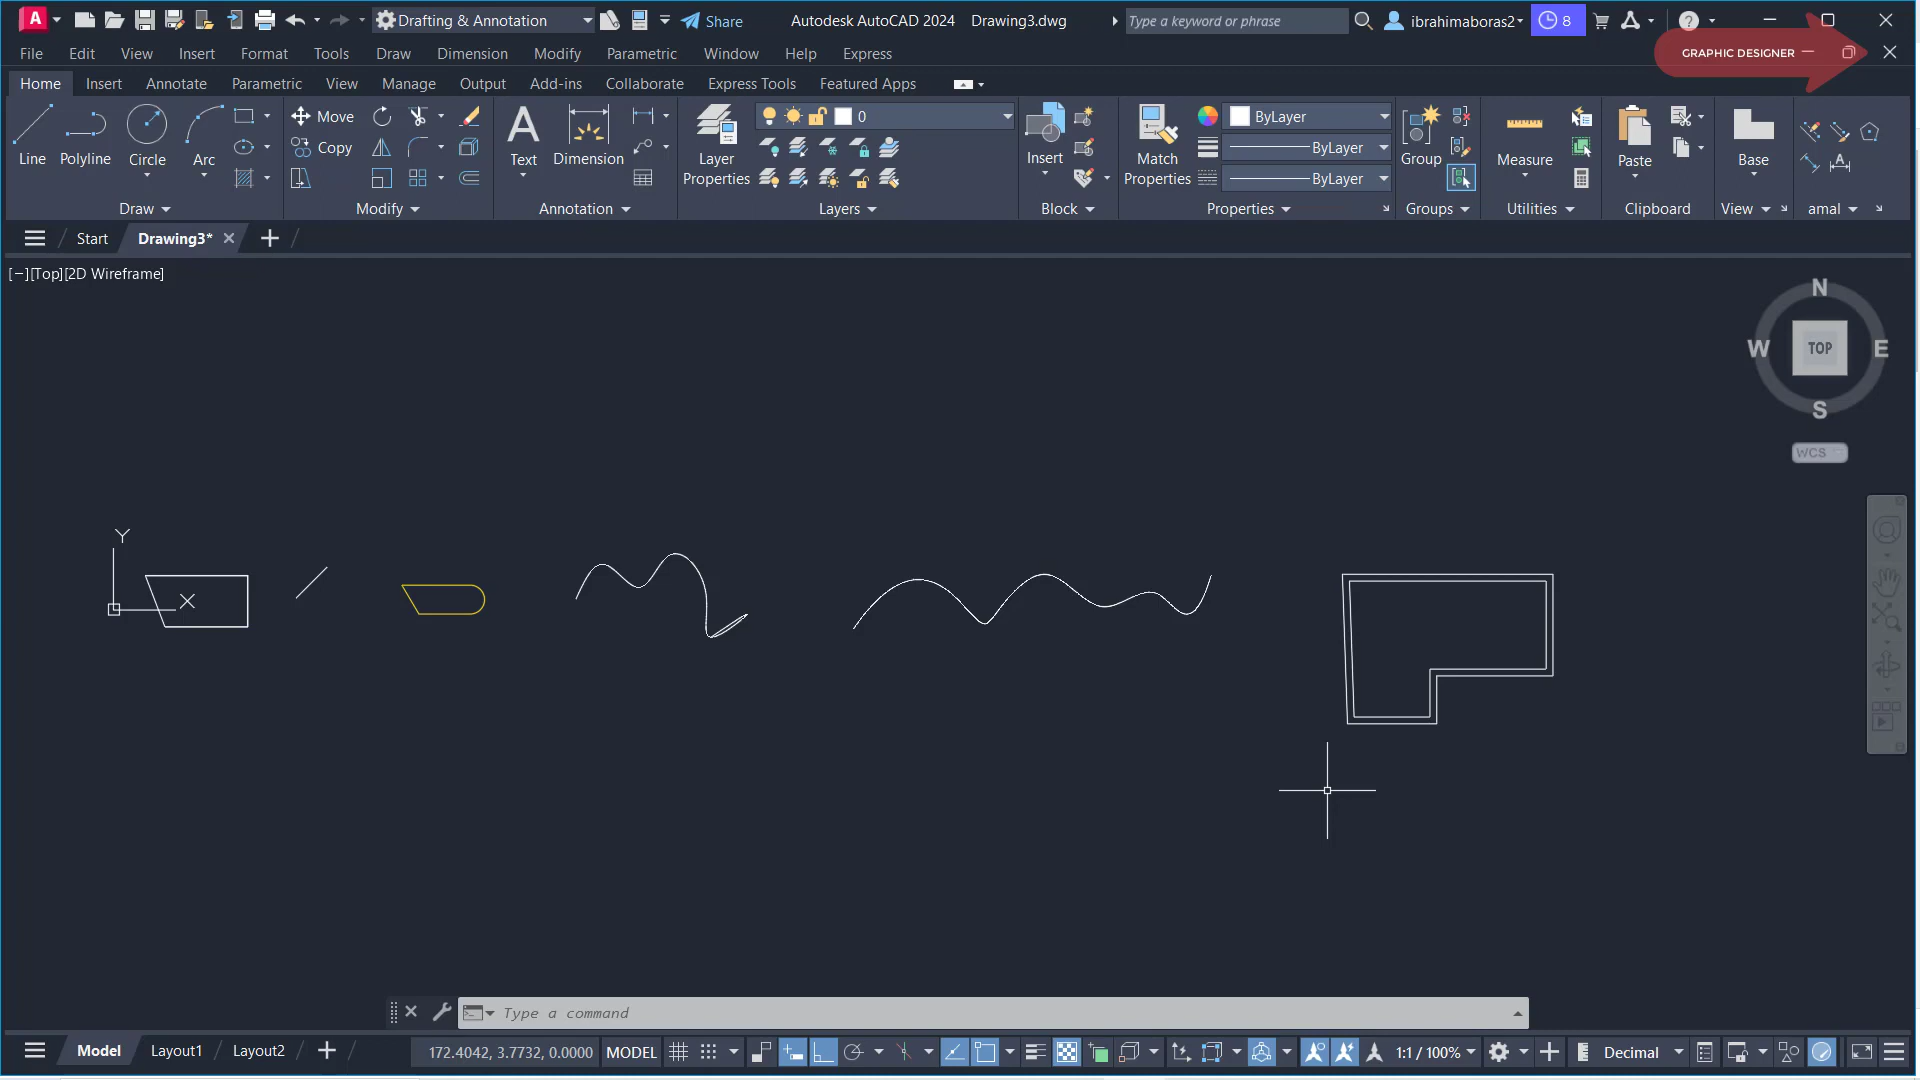 A Drafting & Annotation Share Autodesk AutoCAD 2024 Drawing3.dwg Type a keyword or phrase ibrahimaboras2 8
File Edit View Insert Format Tools Draw Dimension Modify Parametric Window Help Express GRAPHIC DESIGNER
Home Insert Annotate Parametric View Manage Output Add-ins Collaborate Express Tools Featured Apps
Move 0 ByLayer
Copy ByLayer
Line Polyline Circle Arc Text Dimension Layer Properties Insert Match Properties Group Measure Paste Base
ByLayer
Draw Modify Annotation Layers Block Properties Groups Utilities Clipboard View amal
Start Drawing3*
[−][Top][2D Wireframe]
N
W TOP E
S
WCS
Y
X
Type a command
Model Layout1 Layout2 172.4042, 3.7732, 0.0000 MODEL 1:1 / 100% Decimal